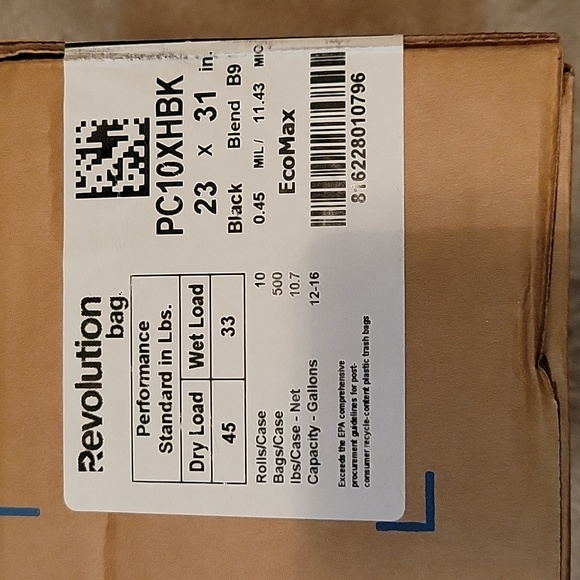 Revolution
bag.
PC10XHBK
23 x 31 in.
Black Blend B9
0.45 MIL / 11.43 MIC
EcoMax
816228010796
Performance
Standard in Lbs.
Dry Load Wet Load
45 33
Rolls/Case 10
Bags/Case 500
lbs/Case - Net 10.7
Capacity - Gallons 12-16
Exceeds the EPA comprehensive
procurement guidelines for post-
consumer recycle-content plastic trash bags